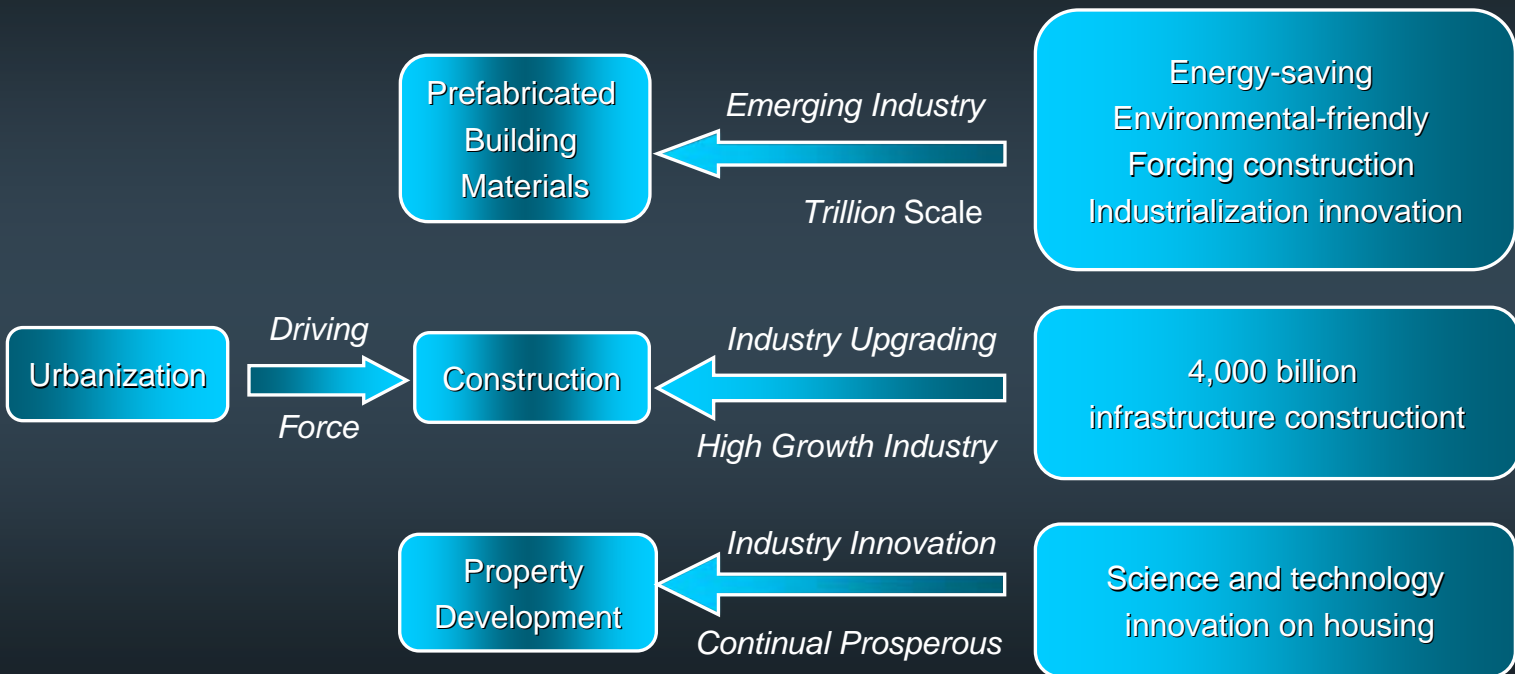 Prefabricated
Building
Materials
Emerging Industry
Trillion Scale
Energy-saving
Environmental-friendly
Forcing construction
Industrialization innovation
Urbanization
Driving
Force
Construction
Industry Upgrading
High Growth Industry
4,000 billion
infrastructure constructiont
Property
Development
Industry Innovation
Continual Prosperous
Science and technology
innovation on housing